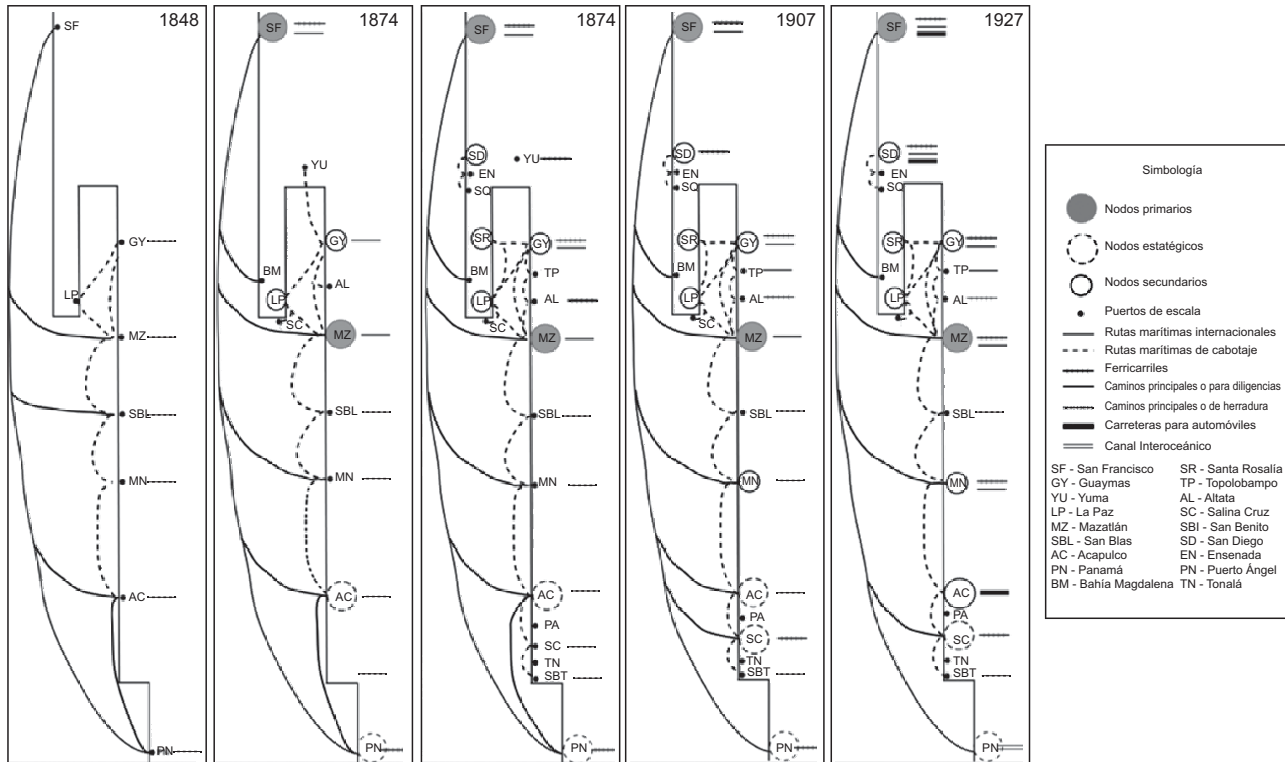 1848
SF
GY
LP
MZ
SBL
MN
AC
PN
1874
SF
YU
GY
BM
AL
LP
SC
MZ
SBL
MN
AC
PN
1874
SF
SD
YU
EN
SQ
SR
GY
BM
TP
LP
AL
SC
MZ
SBL
MN
AC
PA
SC
TN
SBT
PN
1907
SF
SD
EN
SQ
SR
GY
BM
TP
LP
AL
MZ
SBL
MN
AC
PA
SC
TN
SBT
PN
1927
SF
SD
EN
SQ
SR
GY
BM
TP
LP
AL
MZ
SBL
MN
AC
PA
SC
TN
SBT
PN
Simbología
Nodos primarios
Nodos estatégicos
Nodos secundarios
Puertos de escala
Rutas marítimas internacionales
Rutas marítimas de cabotaje
Ferricarriles
Caminos principales o para diligencias
Caminos principales o de herradura
Carreteras para automóviles
Canal Interoceánico
SF - San Francisco SR - Santa Rosalía
GY - Guaymas TP - Topolobampo
YU - Yuma AL - Altata
LP - La Paz SC - Salina Cruz
MZ - Mazatlán SBI - San Benito
SBL - San Blas SD - San Diego
AC - Acapulco EN - Ensenada
PN - Panamá PN - Puerto Ángel
BM - Bahía Magdalena TN - Tonalá